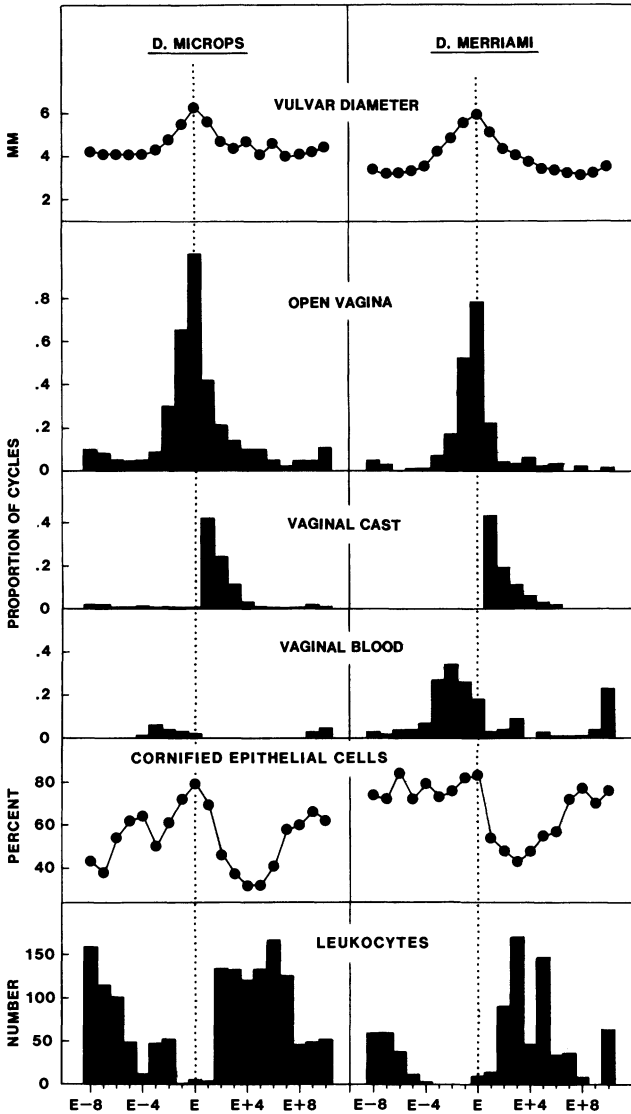 D. MICROPS
D. MERRIAMI
VULVAR DIAMETER
MM
6
4
2
OPEN VAGINA
.8
.6
.4
.2
0
PROPORTION OF CYCLES
VAGINAL CAST
.4
.2
0
VAGINAL BLOOD
.4
.2
0
CORNIFIED EPITHELIAL CELLS
PERCENT
80
60
40
LEUKOCYTES
NUMBER
150
100
50
0
E-8 E-4 E E+4 E+8 E-8 E-4 E E+4 E+8